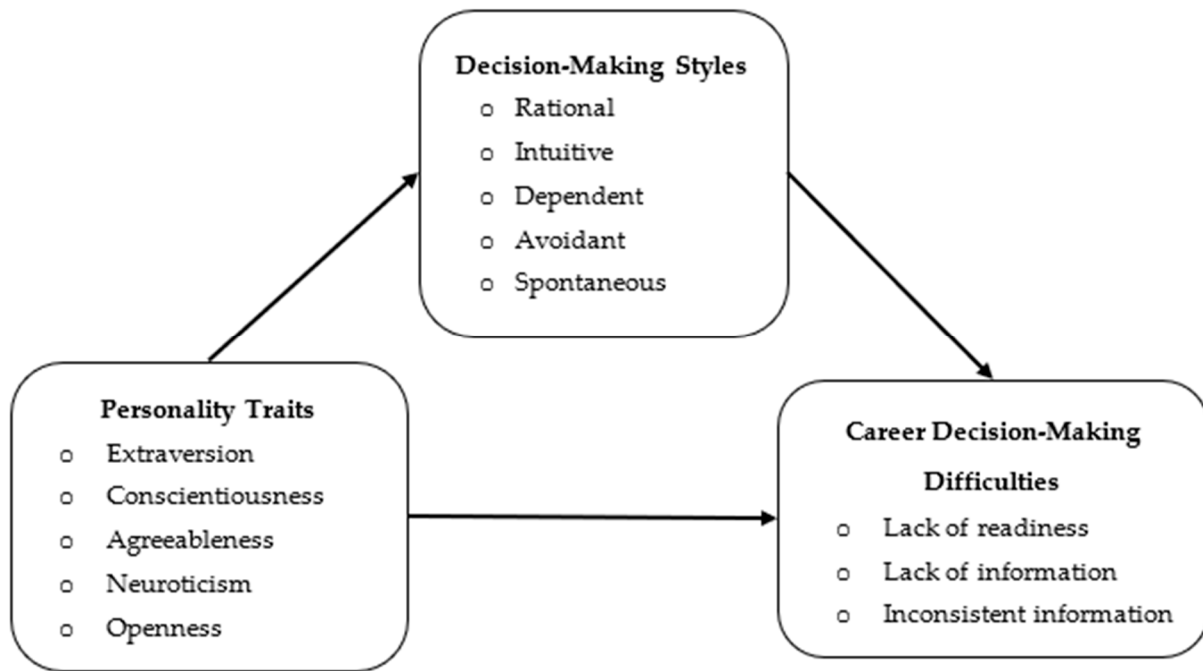 Decision-Making Styles
o Rational
o Intuitive
o Dependent
o Avoidant
o Spontaneous
Personality Traits
o Extraversion
o Conscientiousness
o Agreeableness
o Neuroticism
o Openness
Career Decision-Making
Difficulties
o Lack of readiness
o Lack of information
o Inconsistent information